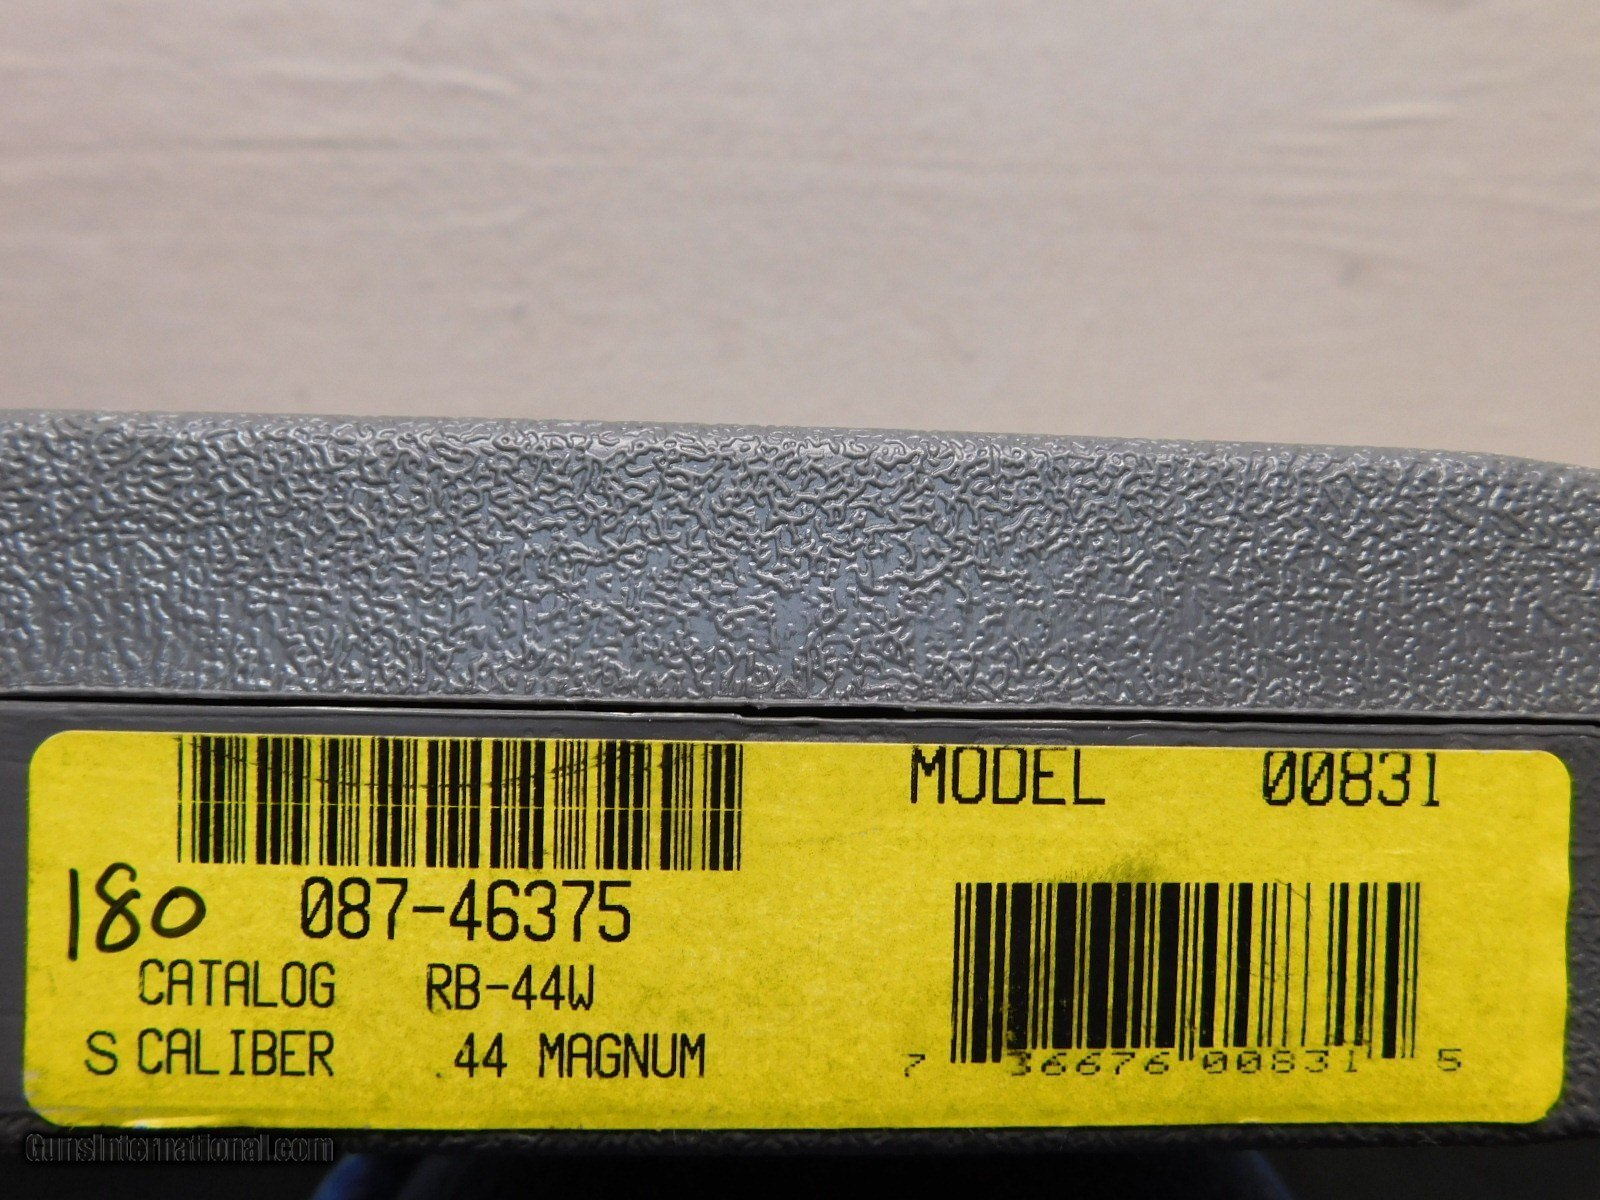 MODEL 00831
180 087-46375
CATALOG RB-44W
S CALIBER .44 MAGNUM
7 36676 00831 5
GunsInternational.com